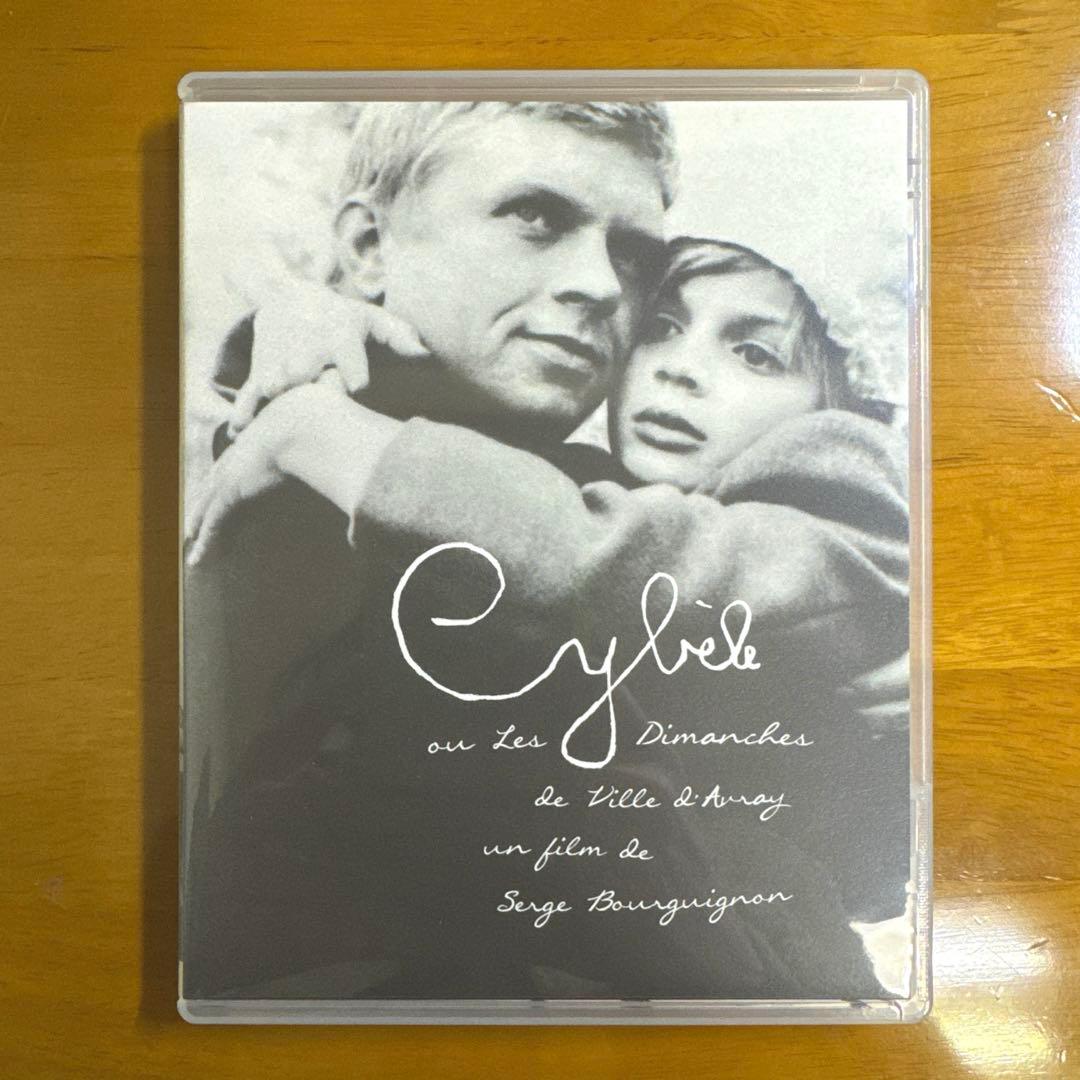 Cybèle
ou Les Dimanches
de Ville d'Avray
un film de
Serge Bourguignon